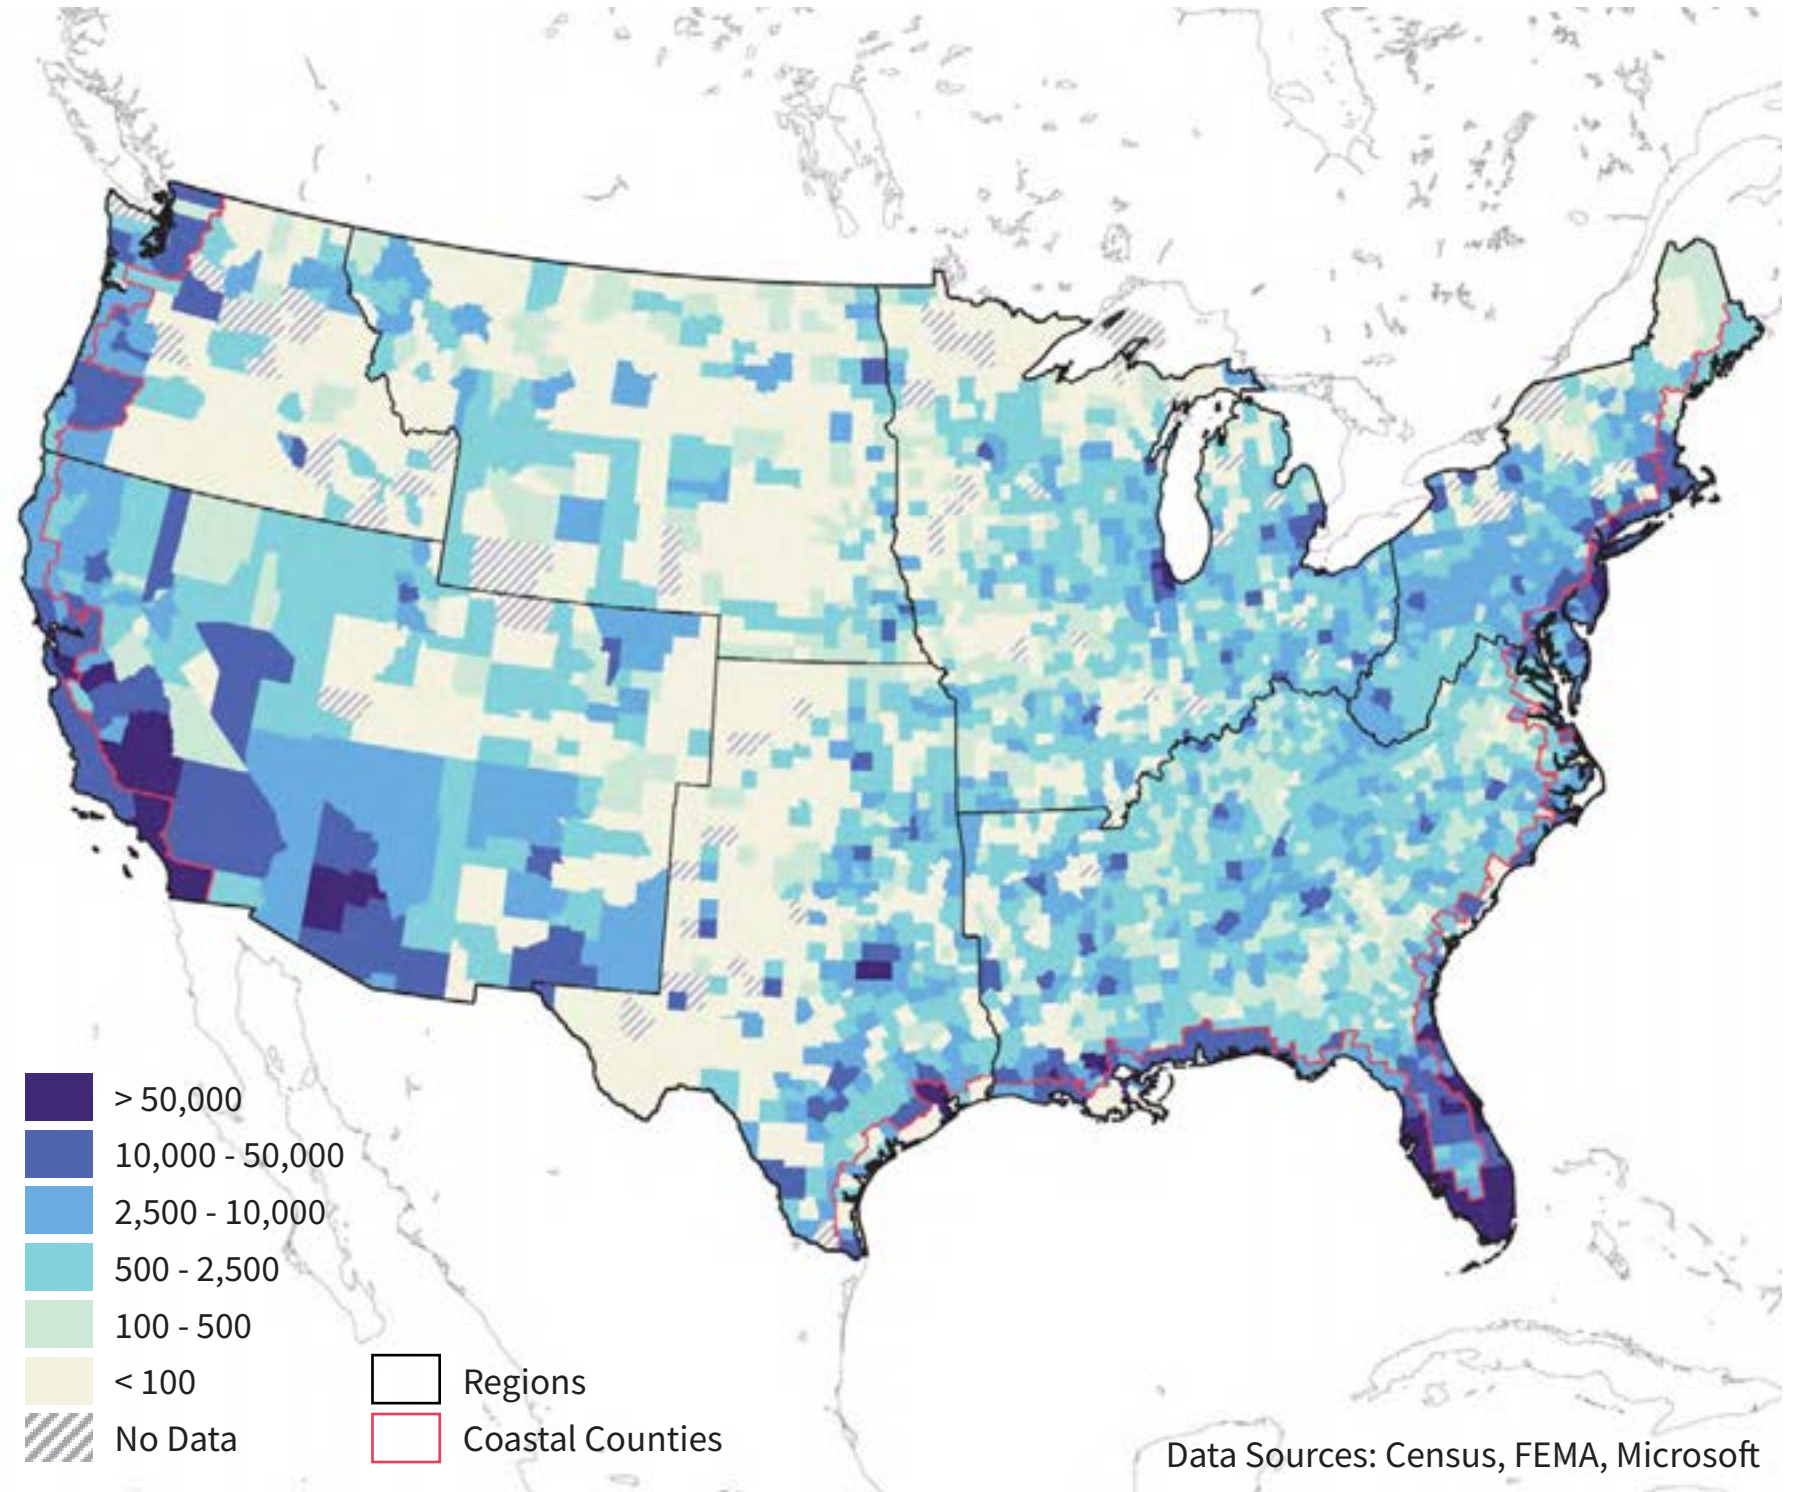 > 50,000
10,000 - 50,000
2,500 - 10,000
500 - 2,500
100 - 500
< 100
No Data
Regions
Coastal Counties
Data Sources: Census, FEMA, Microsoft